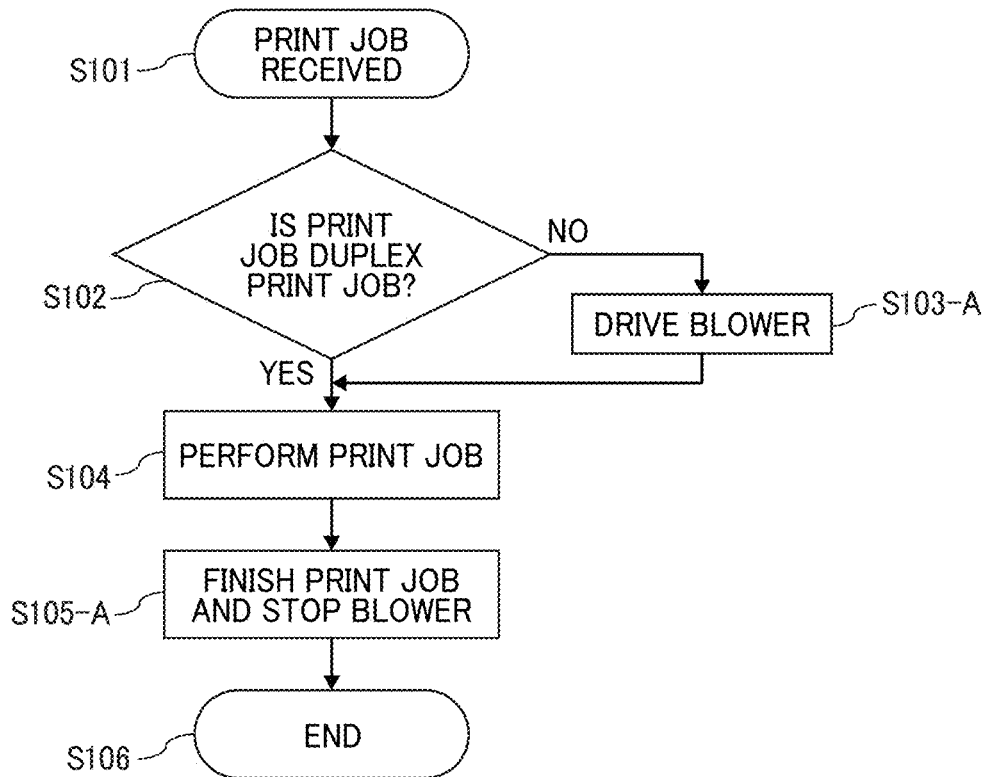 PRINT JOB
RECEIVED
S101
IS PRINT
JOB DUPLEX
PRINT JOB?
S102
NO
DRIVE BLOWER
S103-A
YES
PERFORM PRINT JOB
S104
FINISH PRINT JOB
AND STOP BLOWER
S105-A
END
S106